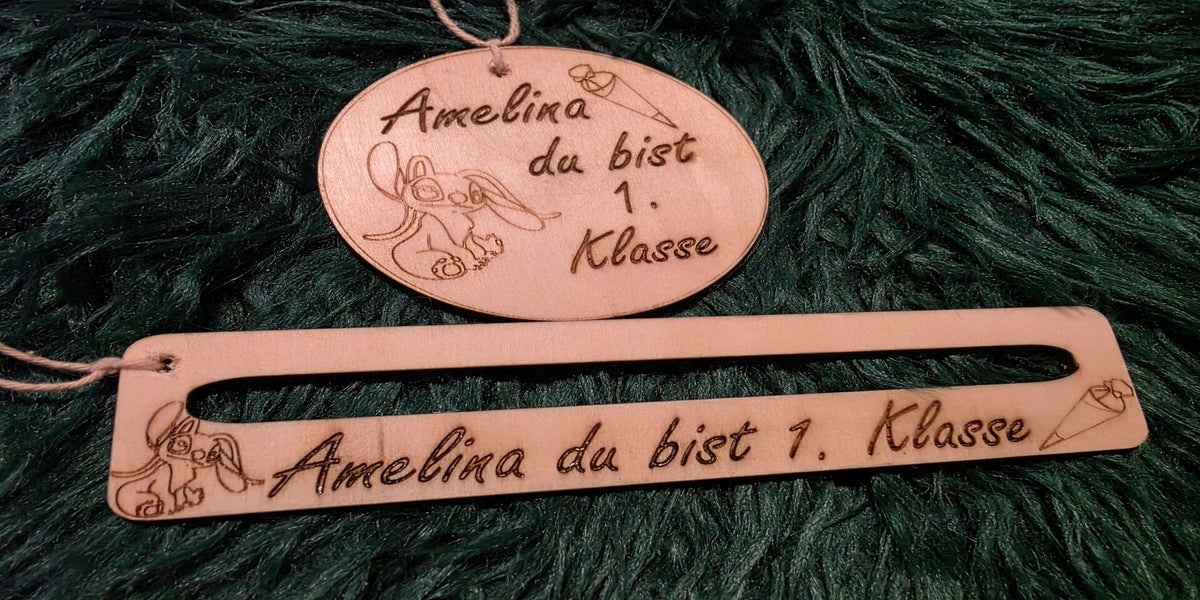 Amelina
du bist
1.
Klasse
Amelina du bist 1. Klasse